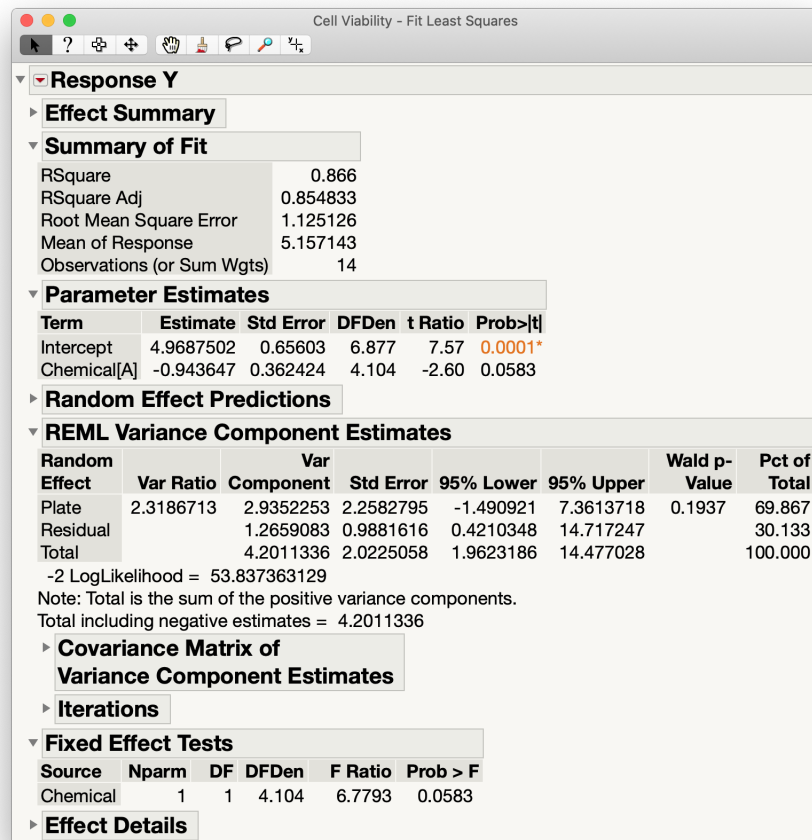 Cell Viability - Fit Least Squares
Response Y
Effect Summary
Summary of Fit
RSquare 0.866
RSquare Adj 0.854833
Root Mean Square Error 1.125126
Mean of Response 5.157143
Observations (or Sum Wgts) 14
Parameter Estimates
Term Estimate Std Error DFDen t Ratio Prob>|t|
Intercept 4.9687502 0.65603 6.877 7.57 0.0001*
Chemical[A] -0.943647 0.362424 4.104 -2.60 0.0583
Random Effect Predictions
REML Variance Component Estimates
Random Var Wald p- Pct of
Effect Var Ratio Component Std Error 95% Lower 95% Upper Value Total
Plate 2.3186713 2.9352253 2.2582795 -1.490921 7.3613718 0.1937 69.867
Residual 1.2659083 0.9881616 0.4210348 14.717247 30.133
Total 4.2011336 2.0225058 1.9623186 14.477028 100.000
-2 LogLikelihood = 53.837363129
Note: Total is the sum of the positive variance components.
Total including negative estimates = 4.2011336
Covariance Matrix of
Variance Component Estimates
Iterations
Fixed Effect Tests
Source Nparm DF DFDen F Ratio Prob > F
Chemical 1 1 4.104 6.7793 0.0583
Effect Details